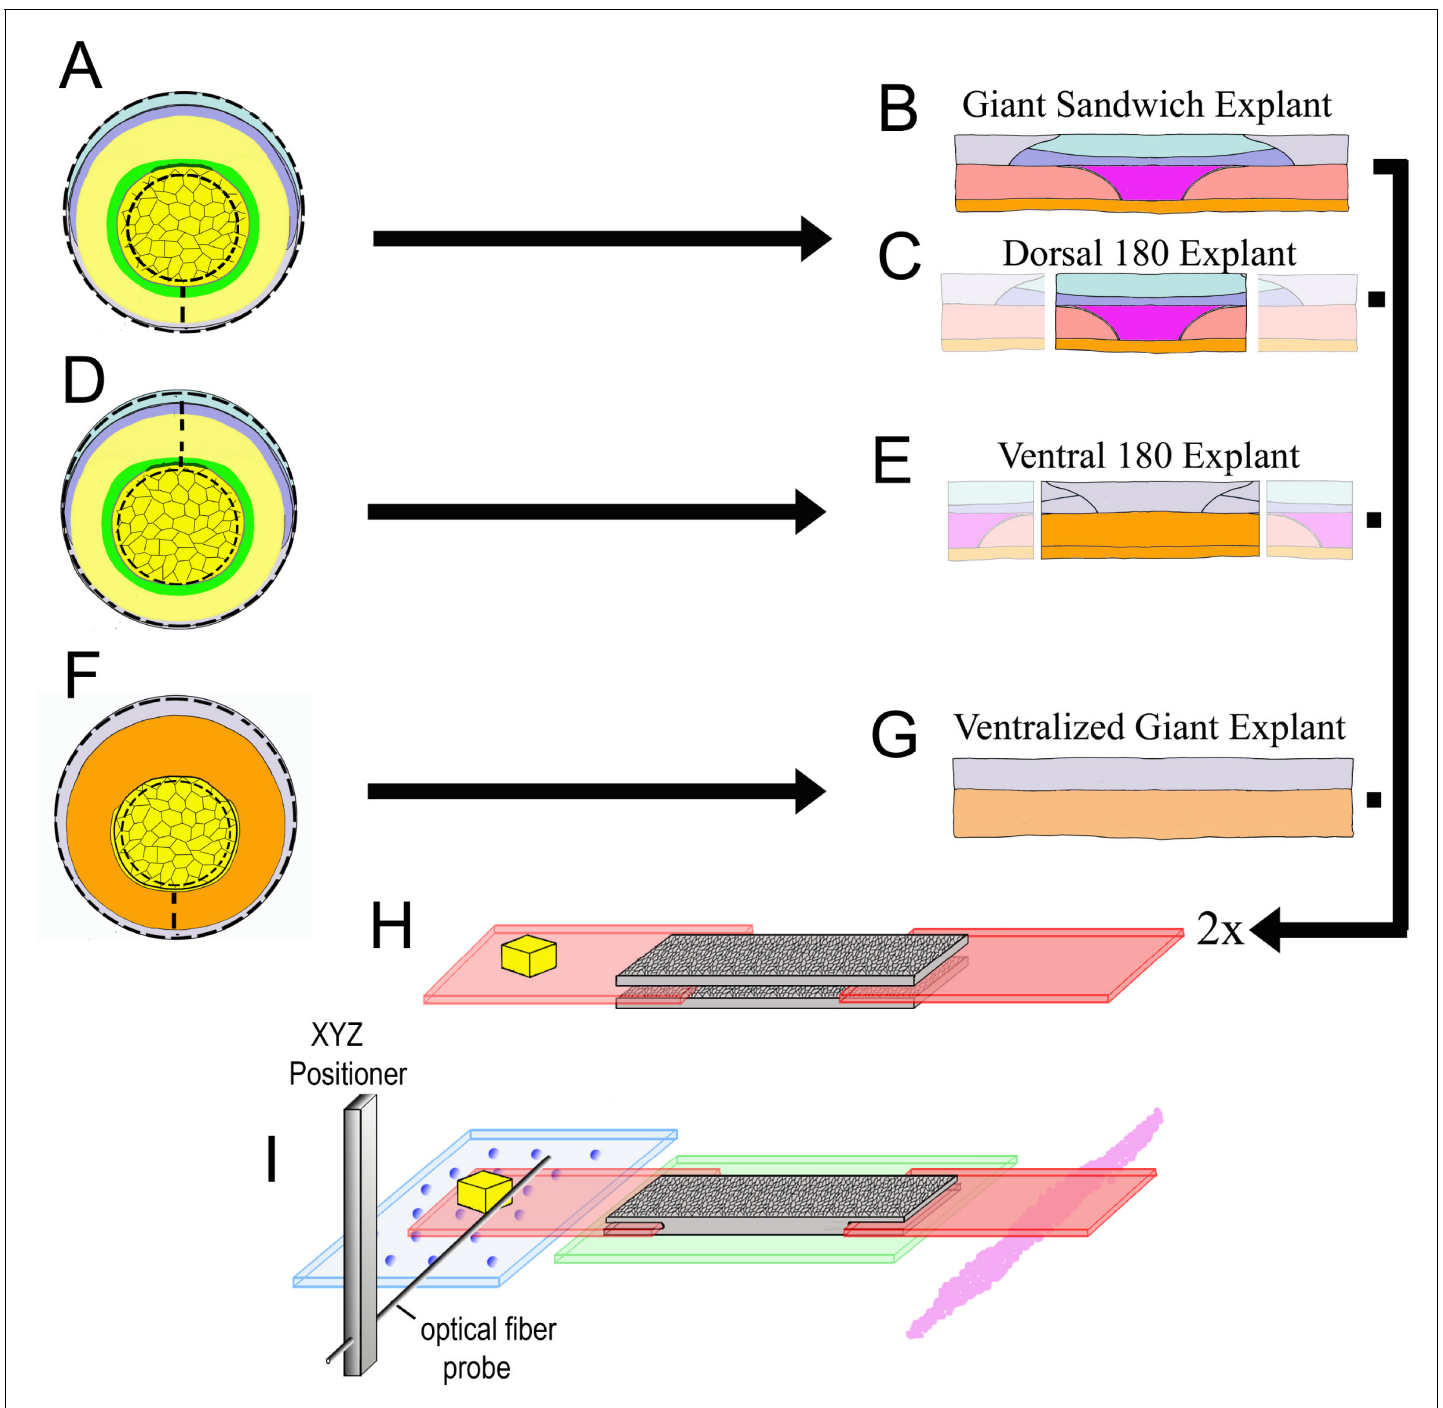 A
B
Giant Sandwich Explant
C
Dorsal 180 Explant
D
E
Ventral 180 Explant
F
G
Ventralized Giant Explant
H
2x
XYZ
Positioner
I
optical fiber
probe